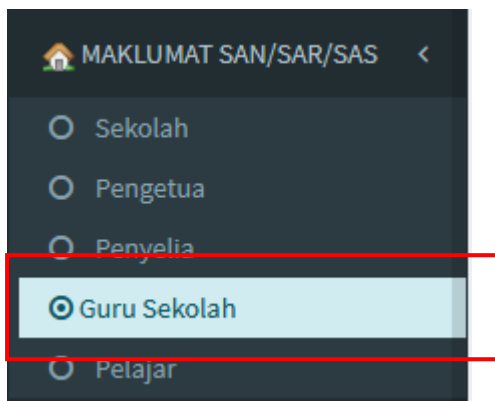 MAKLUMAT SAN/SAR/SAS
Sekolah
Pengetua
Penyelia
Guru Sekolah
Pelajar